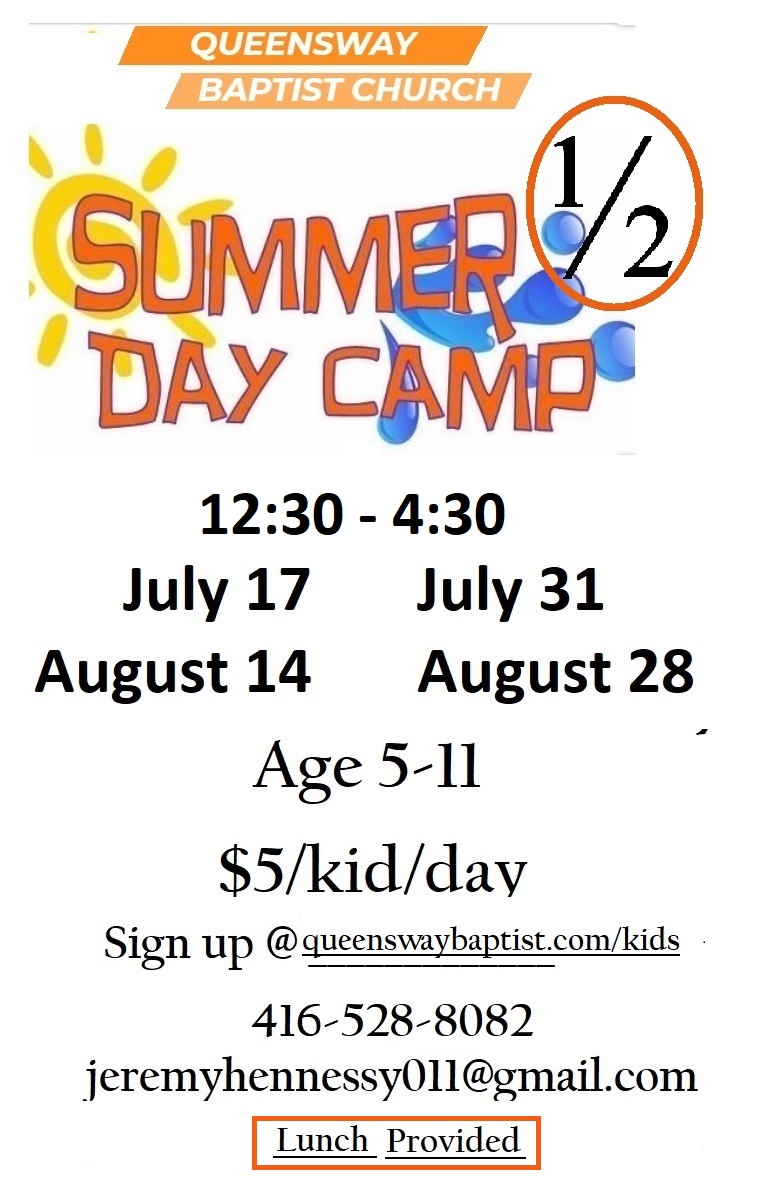 QUEENSWAY
BAPTIST CHURCH
1/2
SUMMER
DAY CAMP
12:30 - 4:30
July 17 July 31
August 14 August 28
Age 5-11
$5/kid/day
Sign up @queenswaybaptist.com/kids
416-528-8082
jeremyhennessy011@gmail.com
Lunch Provided